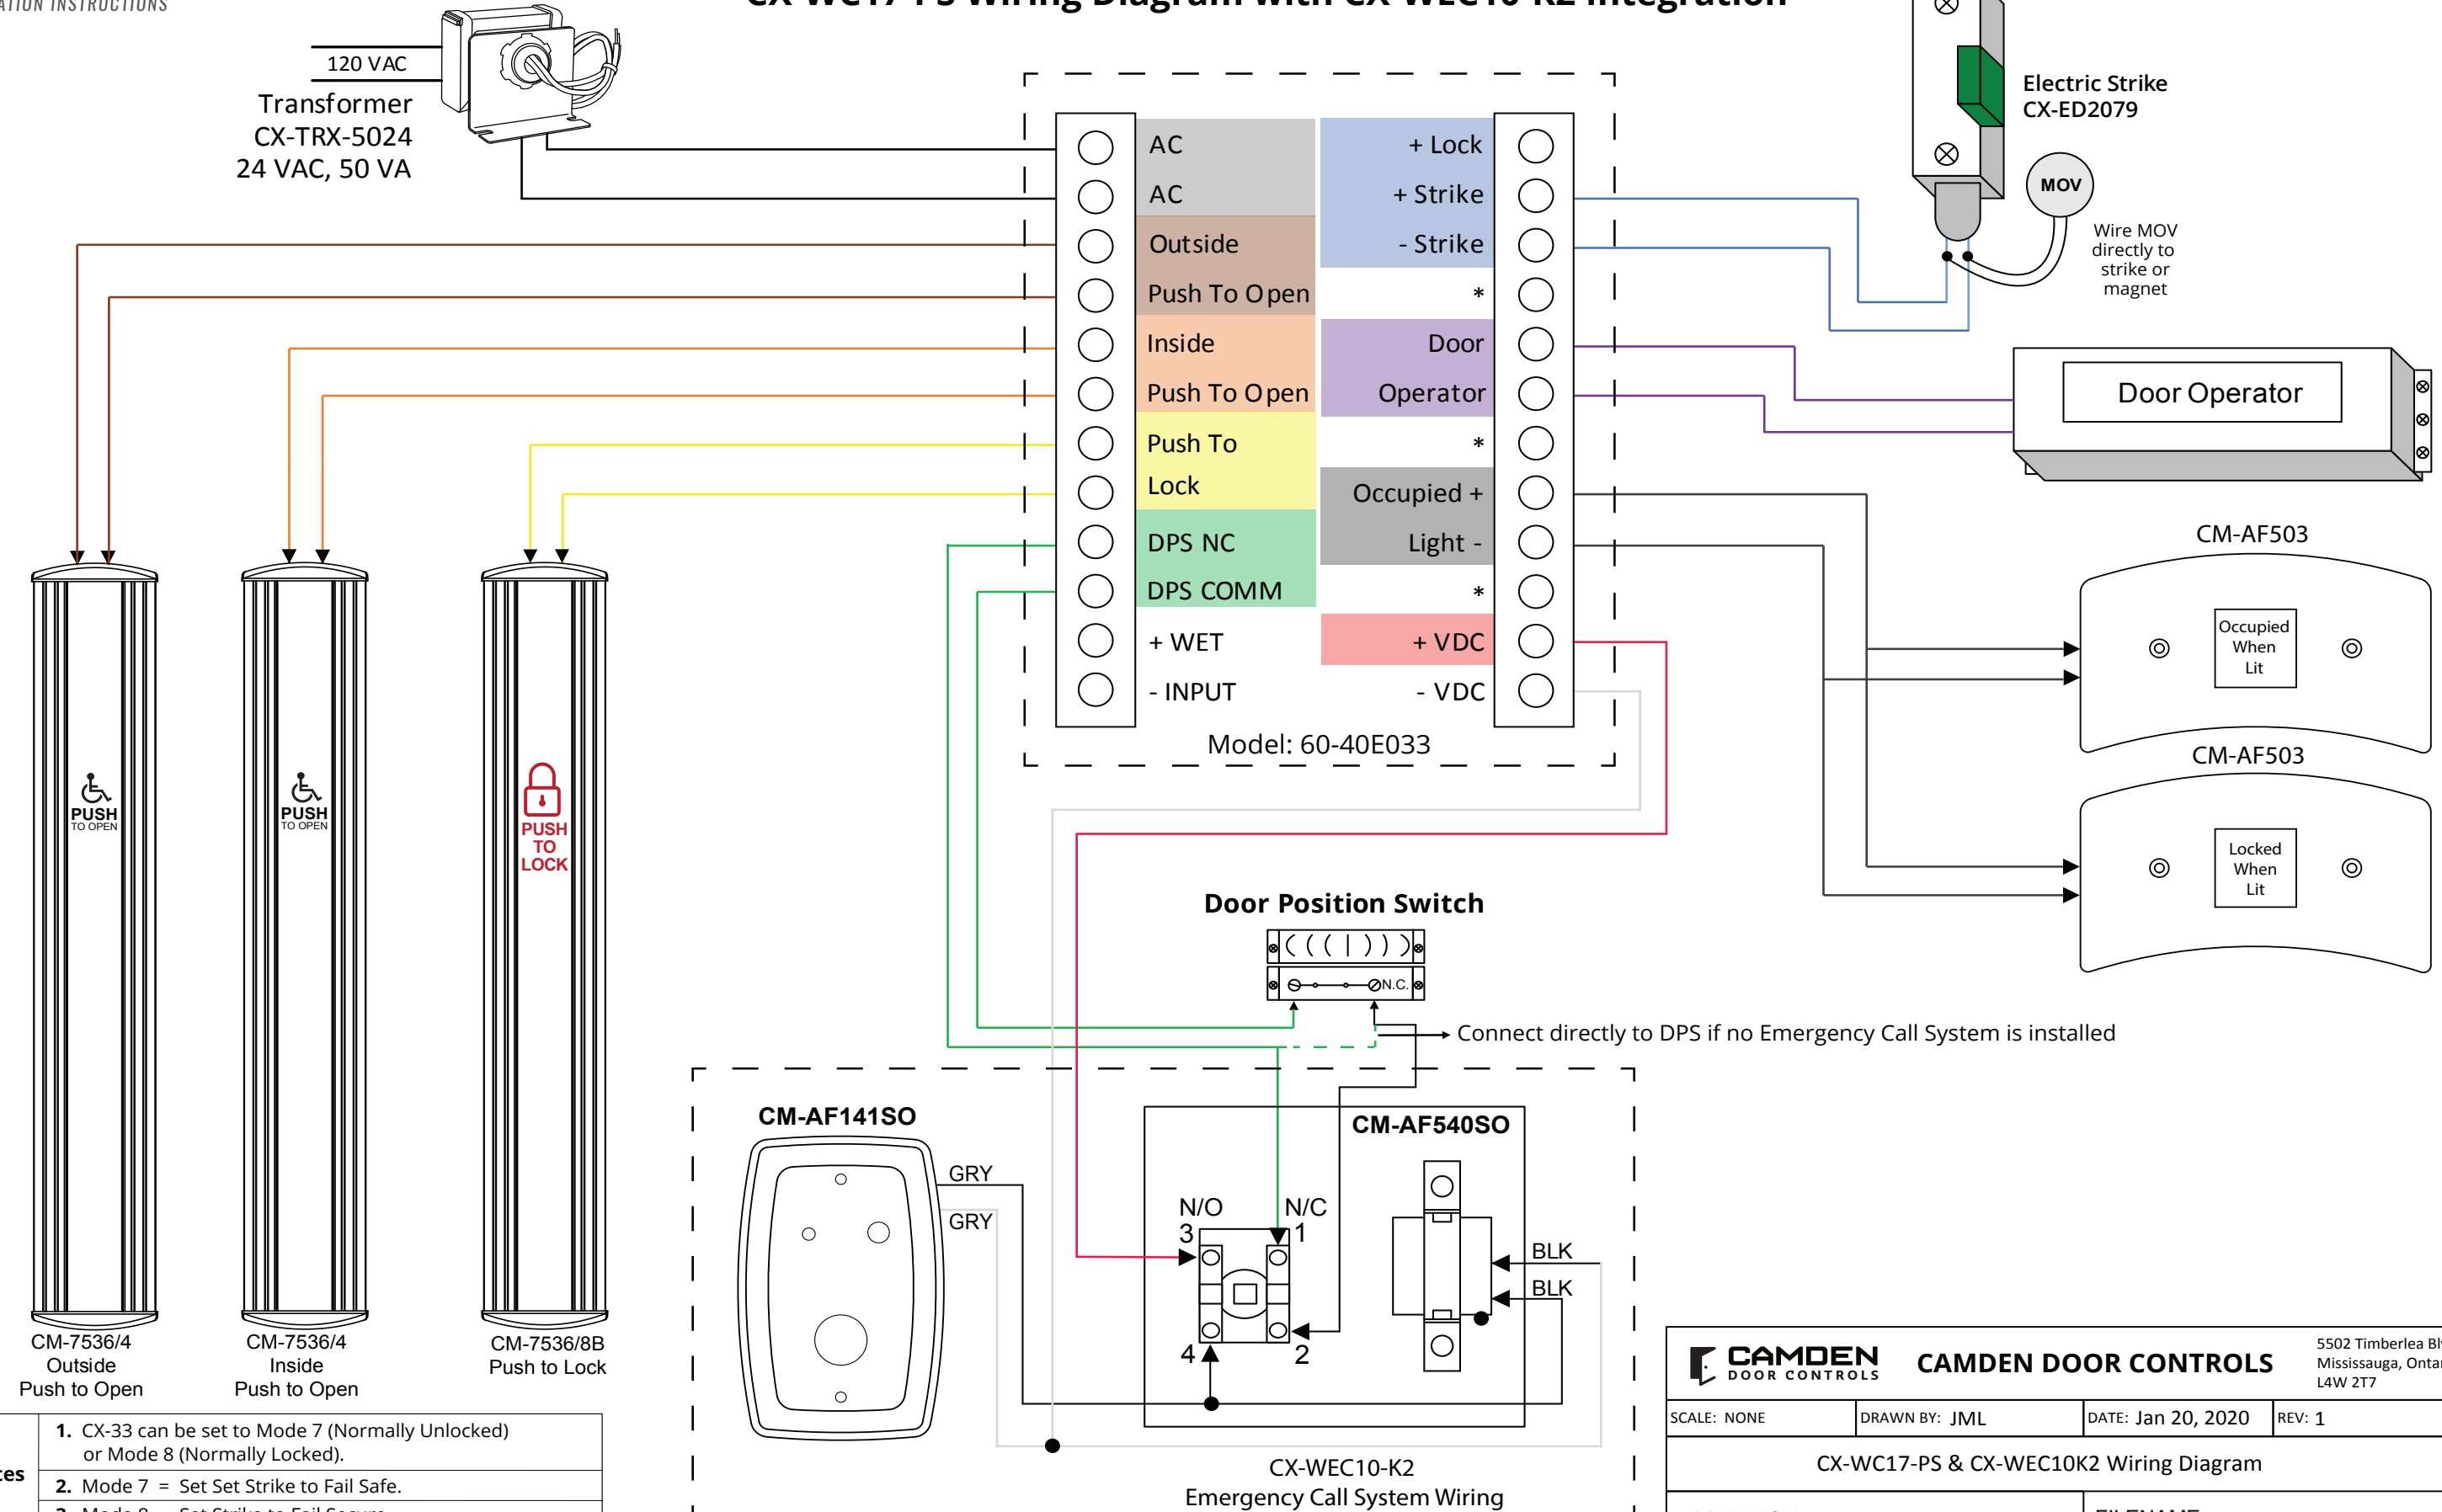 INSTRUCTIONS
CX-WC17-PS Wiring Diagram with CX-WEC10-K2 Integration
120 VAC
Transformer
CX-TRX-5024
24 VAC, 50 VA
AC
AC
Outside
Push To Open
Inside
Push To Open
Push To
Lock
DPS NC
DPS COMM
+ WET
- INPUT
+ Lock
+ Strike
- Strike
*
Door
Operator
*
Occupied +
Light -
*
+ VDC
- VDC
Model: 60-40E033
Electric Strike
CX-ED2079
MOV
Wire MOV
directly to
strike or
magnet
Door Operator
CM-AF503
Occupied
When
Lit
CM-AF503
Locked
When
Lit
PUSH
TO OPEN
PUSH
TO OPEN
PUSH
TO
LOCK
CM-7536/4
Outside
Push to Open
CM-7536/4
Inside
Push to Open
CM-7536/8B
Push to Lock
Door Position Switch
N.C.
Connect directly to DPS if no Emergency Call System is installed
CM-AF141SO
GRY
GRY
CM-AF540SO
N/O
3
N/C
1
4
2
BLK
BLK
CX-WEC10-K2
Emergency Call System Wiring
1. CX-33 can be set to Mode 7 (Normally Unlocked)
or Mode 8 (Normally Locked).
2. Mode 7 = Set Set Strike to Fail Safe.
3. Mode 8 = Set Strike to Fail Secure.
CAMDEN
DOOR CONTROLS
CAMDEN DOOR CONTROLS
5502 Timberlea
Mississauga,
L4W 2T7
SCALE: NONE
DRAWN BY: JML
DATE: Jan 20, 2020
REV: 1
CX-WC17-PS & CX-WEC10K2 Wiring Diagram
FILENAME